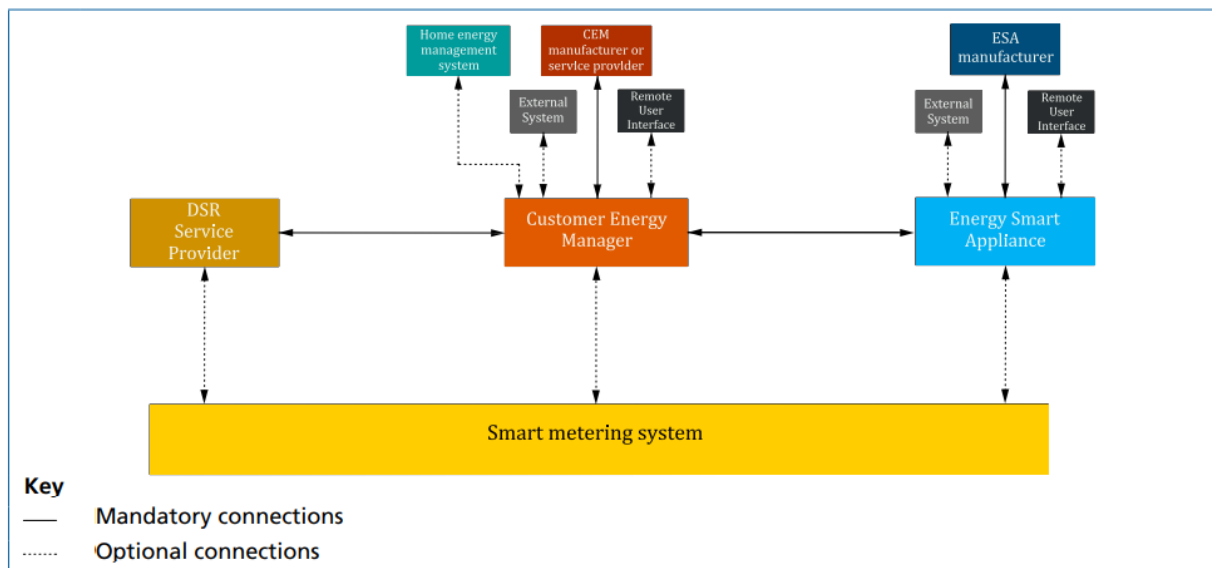 Home energy
management
system
CEM
manufacturer or
service provider
ESA
manufacturer
External
System
Remote
User
Interface
External
System
Remote
User
Interface
DSR
Service
Provider
Customer Energy
Manager
Energy Smart
Appliance
Smart metering system
Key
Mandatory connections
Optional connections